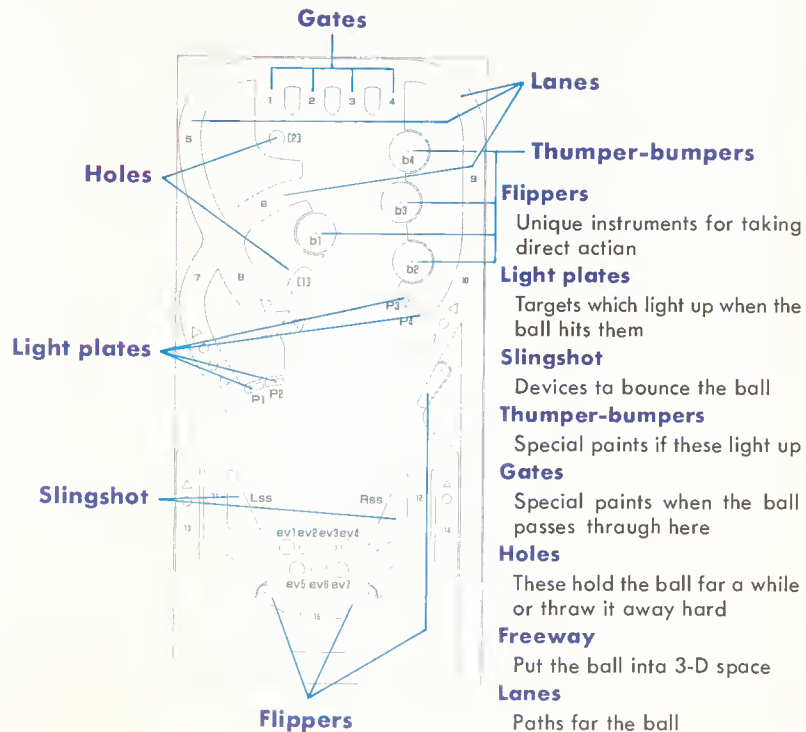 Gates
1 2 3 4
Lanes
5
[2]
b4
Thumper-bumpers
Holes
9
6
b3
b1
b2
7
8
[1]
10
P3
P4
Light plates
P1
P2
Slingshot
11
Lss
Rss
12
13
14
ev1ev2ev3ev4
ev5 ev6 ev7
15
Flippers
Flippers
Unique instruments for taking
direct actian
Light plates
Targets which light up when the
ball hits them
Slingshot
Devices ta bounce the ball
Thumper-bumpers
Special paints if these light up
Gates
Special paints when the ball
passes thraugh here
Holes
These hold the ball far a while
or thraw it away hard
Freeway
Put the ball inta 3-D space
Lanes
Paths far the ball